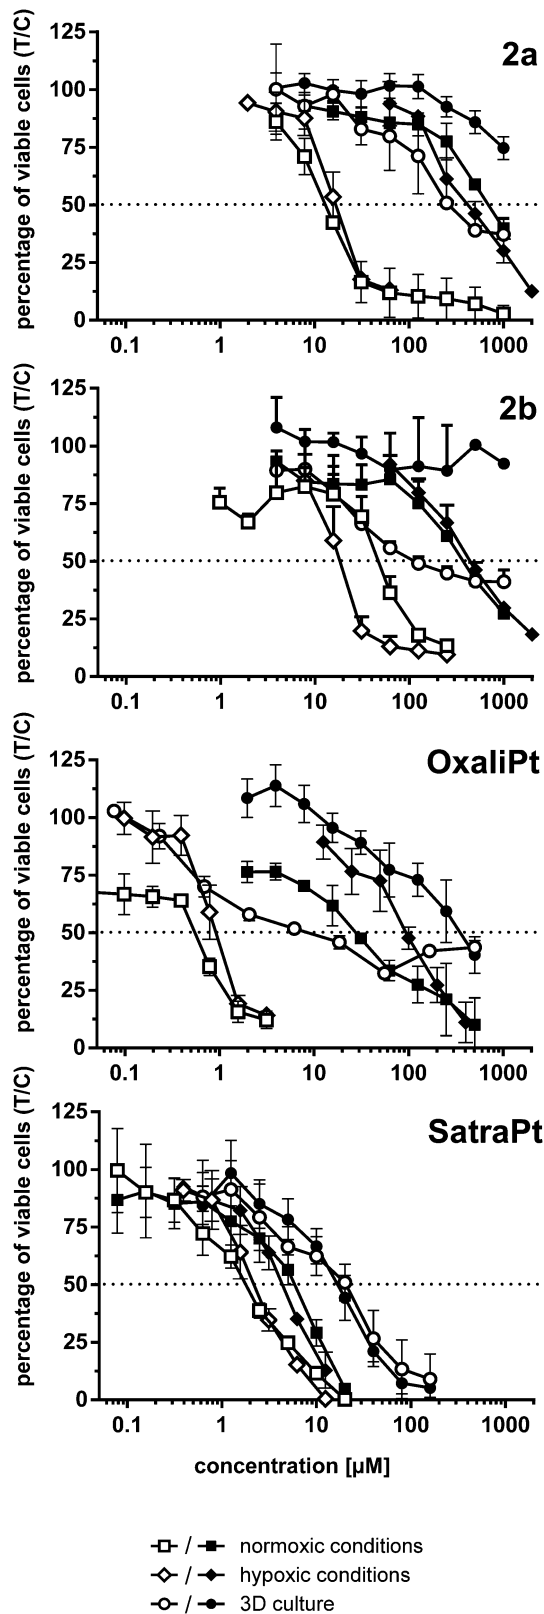 2a
percentage of viable cells (T/C)
125
100
75
50
25
0
0.1 1 10 100 1000
2b
percentage of viable cells (T/C)
125
100
75
50
25
0
0.1 1 10 100 1000
OxaliPt
percentage of viable cells (T/C)
125
100
75
50
25
0
0.1 1 10 100 1000
SatraPt
percentage of viable cells (T/C)
125
100
75
50
25
0
0.1 1 10 100 1000
concentration [µM]
/ normoxic conditions
/ hypoxic conditions
/ 3D culture